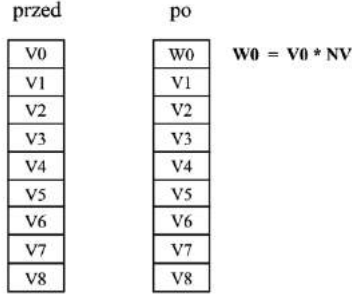 przed po
V0 W0 W0 = V0 * NV
V1 V1
V2 V2
V3 V3
V4 V4
V5 V5
V6 V6
V7 V7
V8 V8